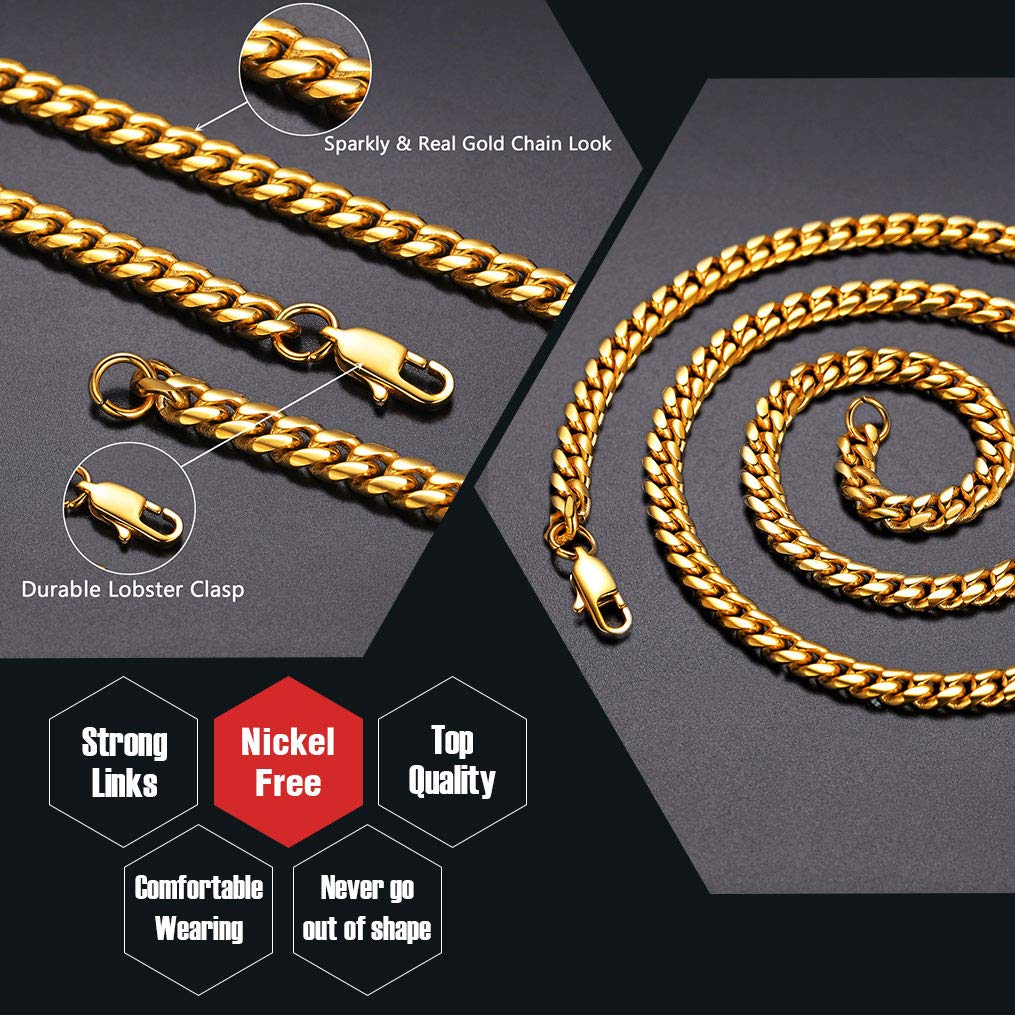 Sparkly & Real Gold Chain Look
Durable Lobster Clasp
Strong
Links
Nickel
Free
Top
Quality
Comfortable
Wearing
Never go
out of shape